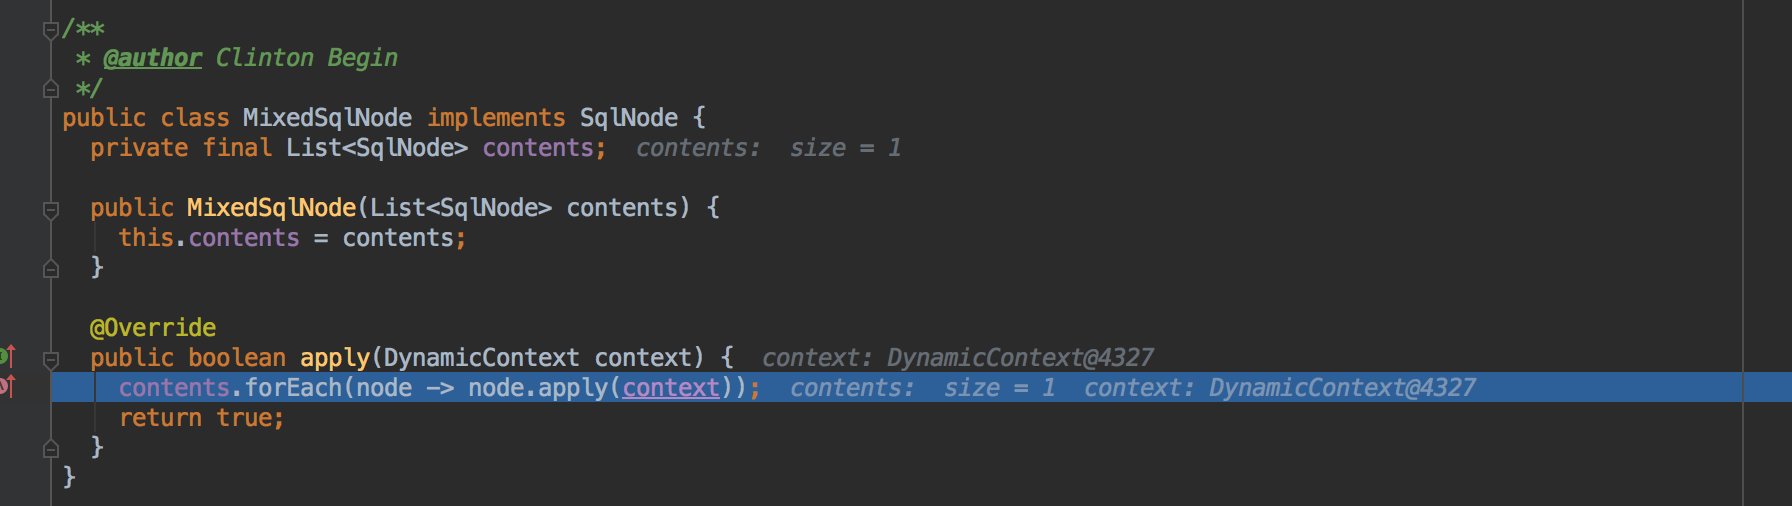 /**
 * @author Clinton Begin
 */
public class MixedSqlNode implements SqlNode {
  private final List<SqlNode> contents;  contents:  size = 1

  public MixedSqlNode(List<SqlNode> contents) {
    this.contents = contents;
  }

  @Override
  public boolean apply(DynamicContext context) {  context: DynamicContext@4327
    contents.forEach(node -> node.apply(context));  contents:  size = 1  context: DynamicContext@4327
    return true;
  }
}